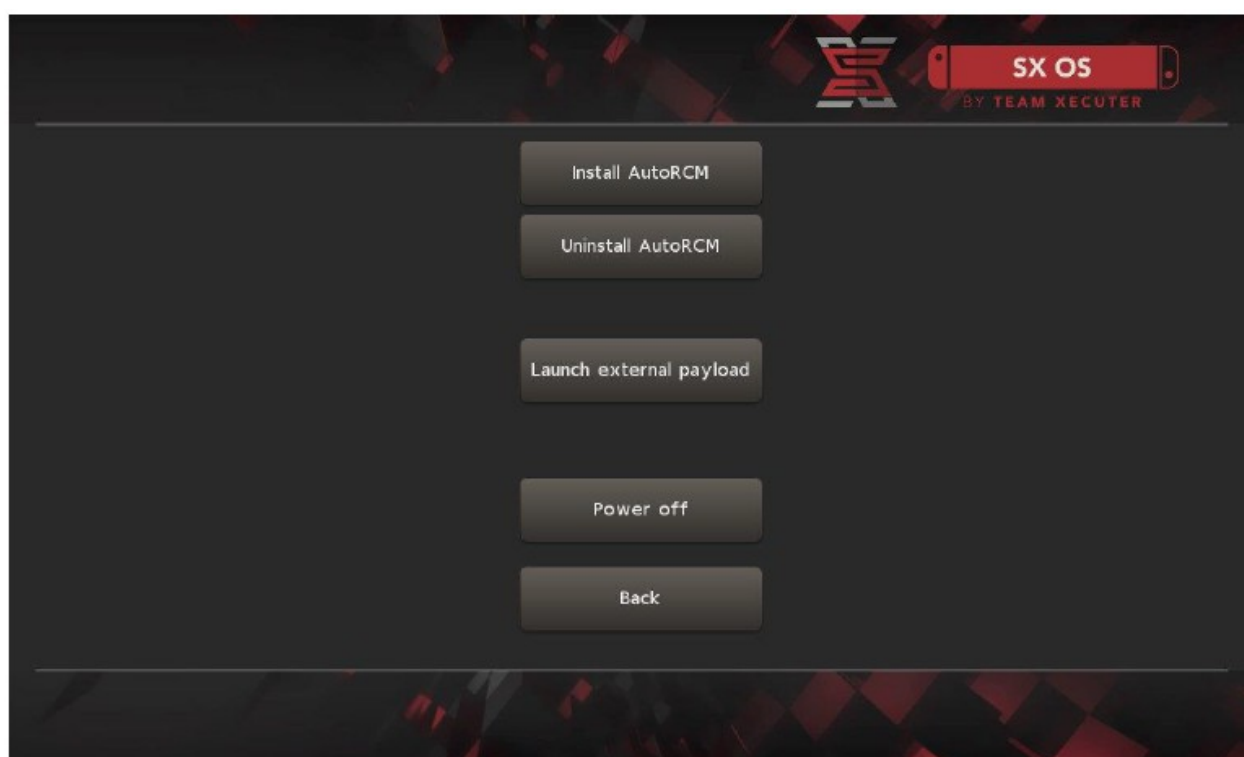 SX OS
BY TEAM XECUTER
Install AutoRCM
Uninstall AutoRCM
Launch external payload
Power off
Back